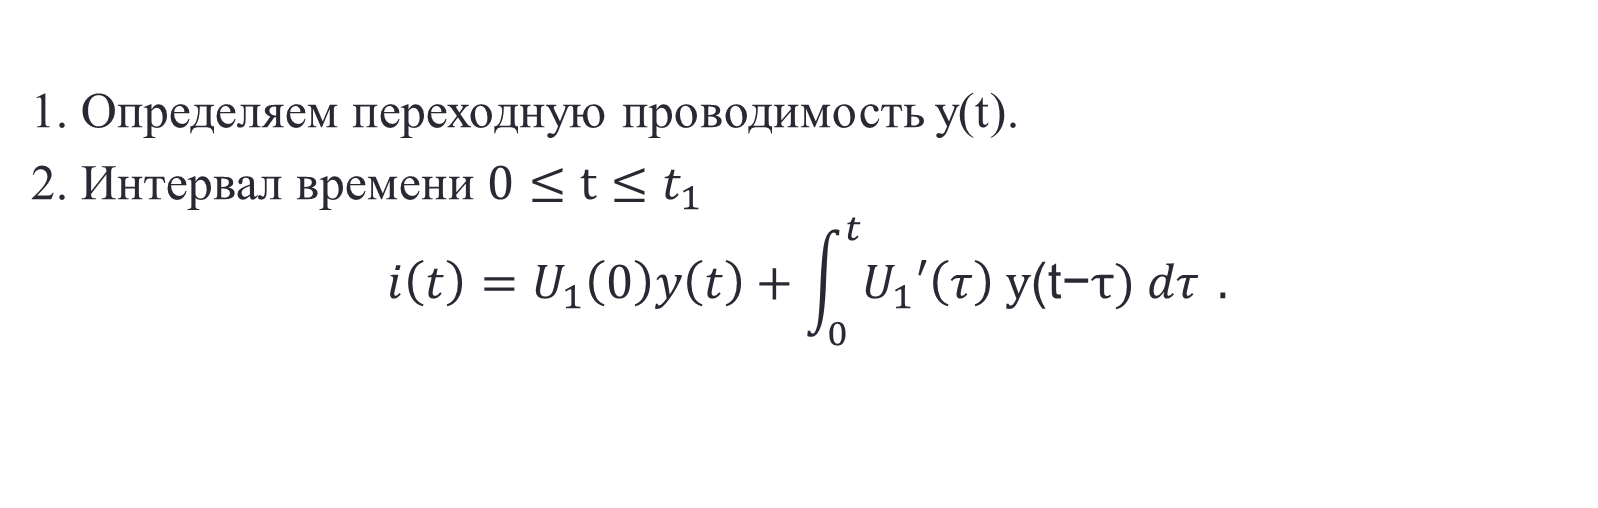 1. Определяем переходную проводимость y(t).
2. Интервал времени 0 ≤ t ≤ t₁
i(t) = U₁(0)y(t) + ∫₀ᵗ U₁′(τ) y(t−τ) dτ .